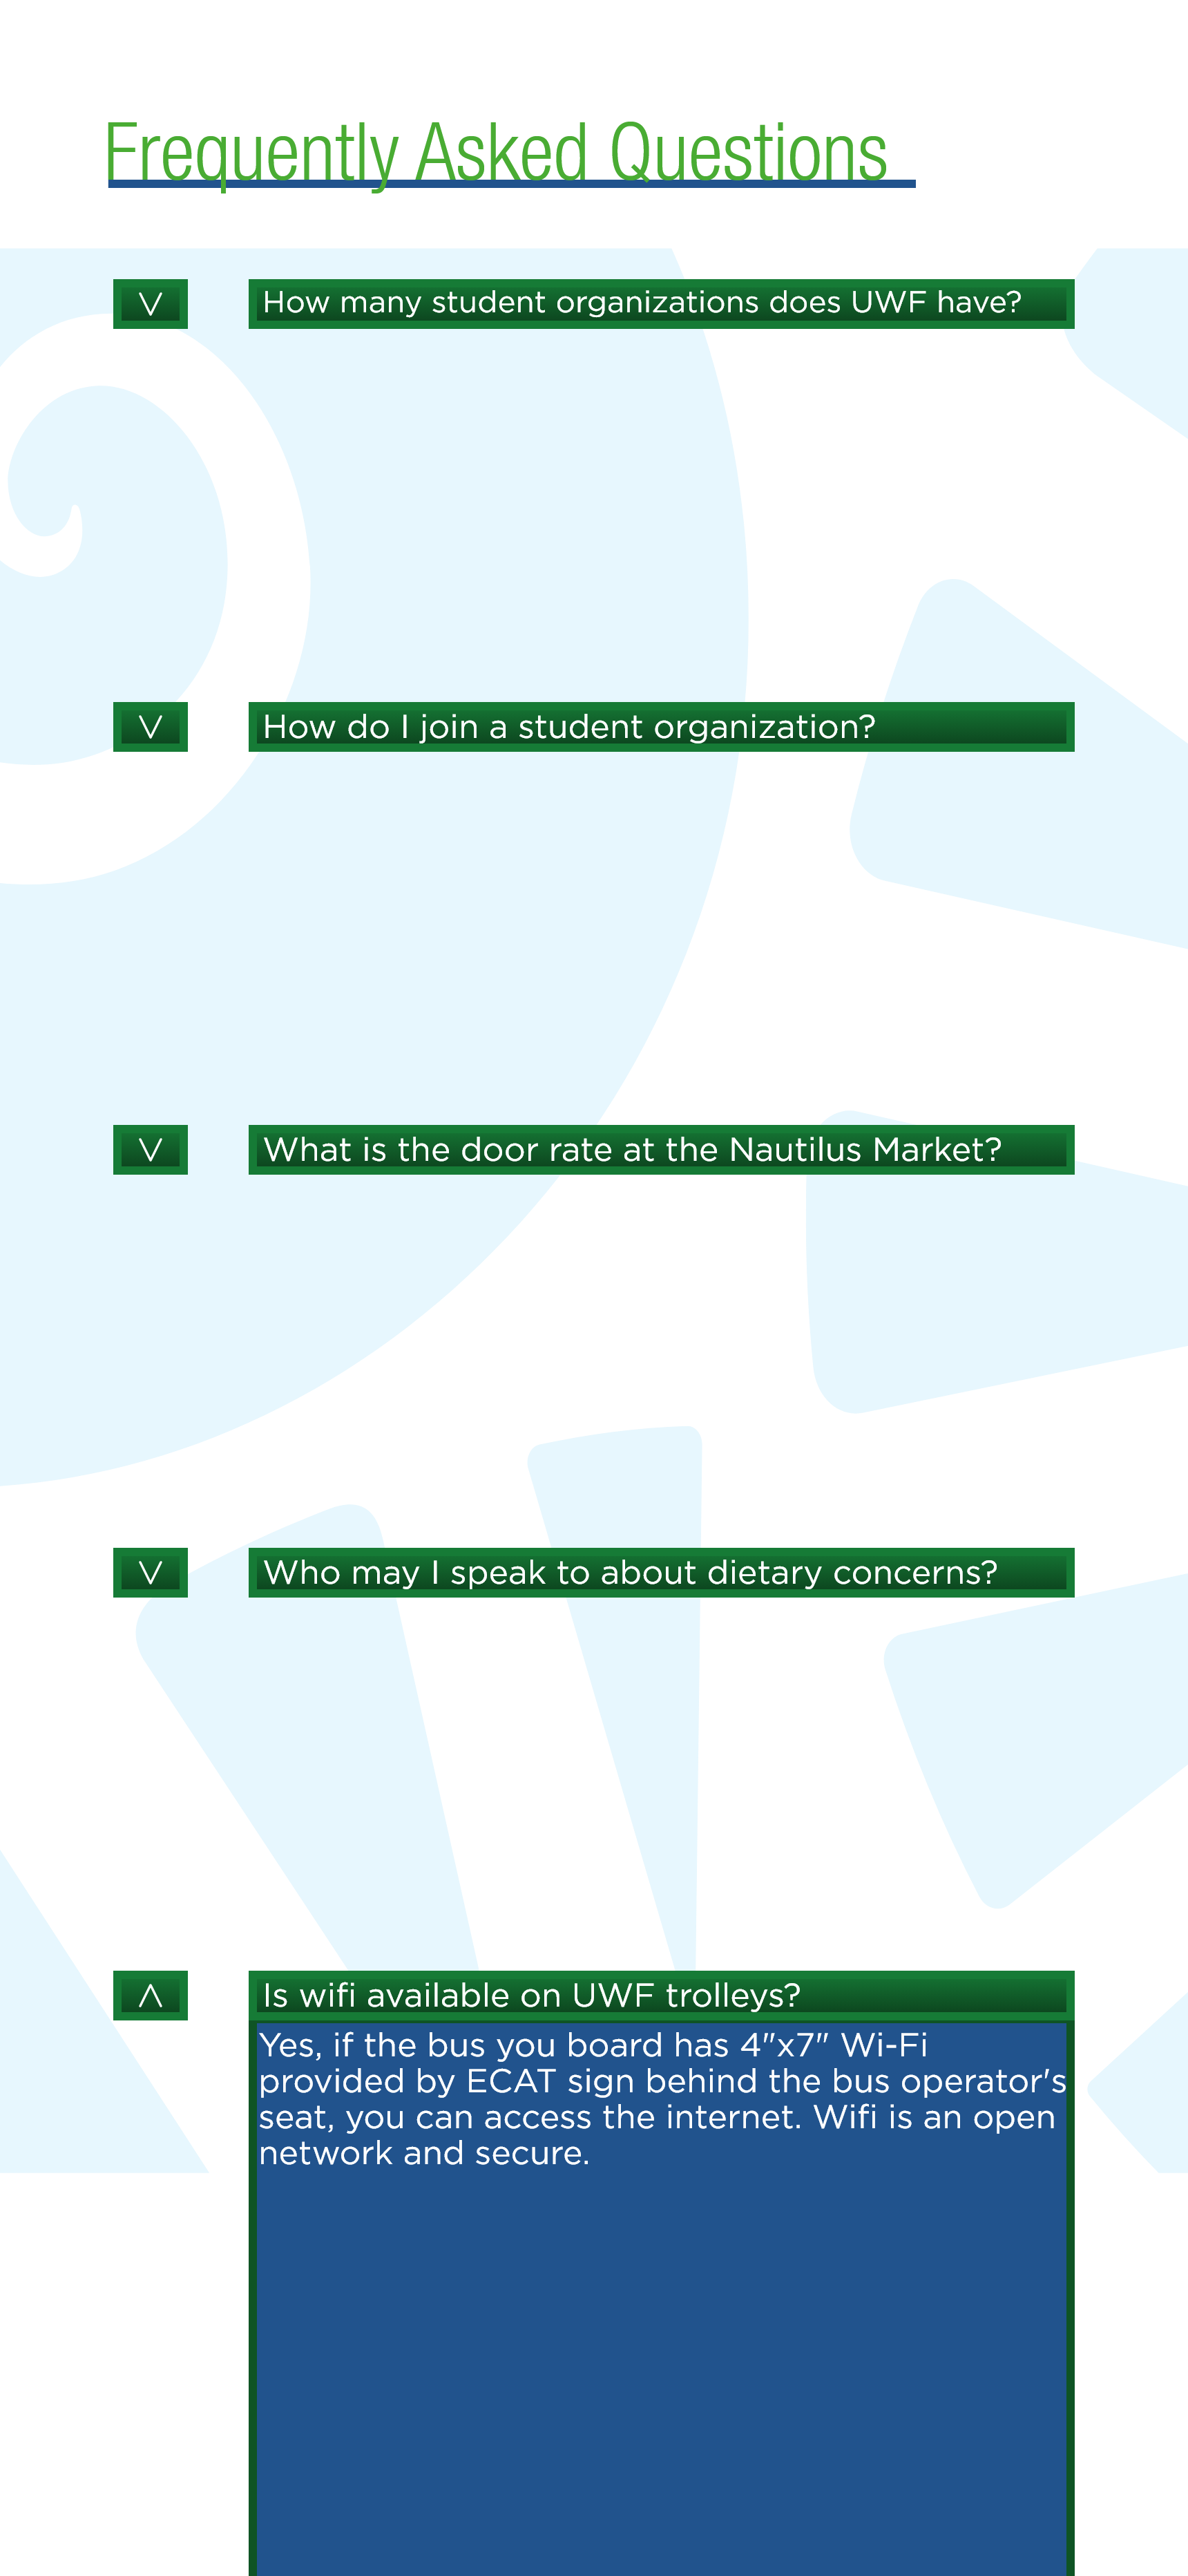 Frequently Asked Questions
V
How many student organizations does UWF have?
V
How do I join a student organization?
V
What is the door rate at the Nautilus Market?
V
Who may I speak to about dietary concerns?
Λ
Is wifi available on UWF trolleys?
Yes, if the bus you board has 4"x7" Wi-Fi
provided by ECAT sign behind the bus operator's
seat, you can access the internet. Wifi is an open
network and secure.